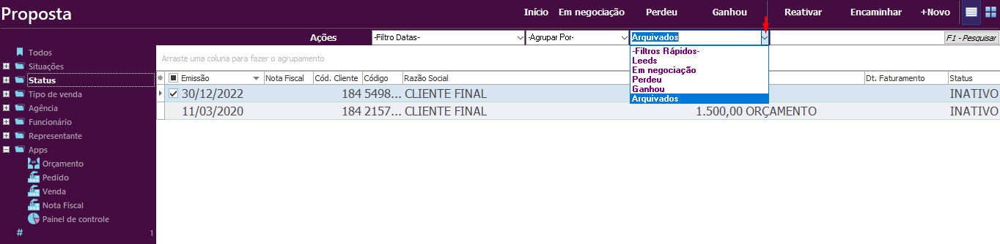 Proposta
Início Em negociação Perdeu Ganhou Reativar Encaminhar +Novo
Ações -Filtro Datas- -Agrupar Por- Arquivados F1 - Pesquisar
-Filtros Rápidos-
Leeds
Em negociação
Perdeu
Ganhou
Arquivados
Todos
Situações
Status
Tipo de venda
Agência
Funcionário
Representante
Apps
Orçamento
Pedido
Venda
Nota Fiscal
Painel de controle
# 1
Arraste uma coluna para fazer o agrupamento
Emissão Nota Fiscal Cód. Cliente Código Razão Social Dt. Faturamento Status
30/12/2022 184 5498... CLIENTE FINAL INATIVO
11/03/2020 184 2157... CLIENTE FINAL 1.500,00 ORÇAMENTO INATIVO